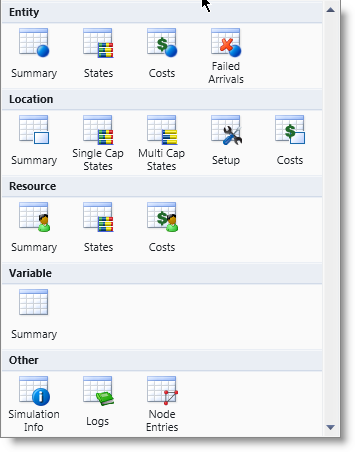 Entity
Summary
States
Costs
Failed
Arrivals
Location
Summary
Single Cap
States
Multi Cap
States
Setup
Costs
Resource
Summary
States
Costs
Variable
Summary
Other
Simulation
Info
Logs
Node
Entries